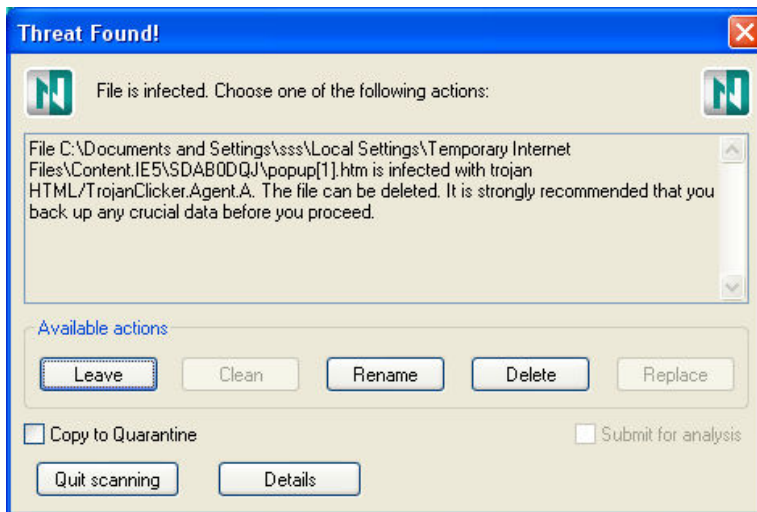 Threat Found!
File is infected. Choose one of the following actions:
File C:\Documents and Settings\sss\Local Settings\Temporary Internet
Files\Content.IE5\SDAB0DQJ\popup[1].htm is infected with trojan
HTML/TrojanClicker.Agent.A. The file can be deleted. It is strongly recommended that you
back up any crucial data before you proceed.
Available actions
Leave
Clean
Rename
Delete
Replace
Copy to Quarantine
Submit for analysis
Quit scanning
Details